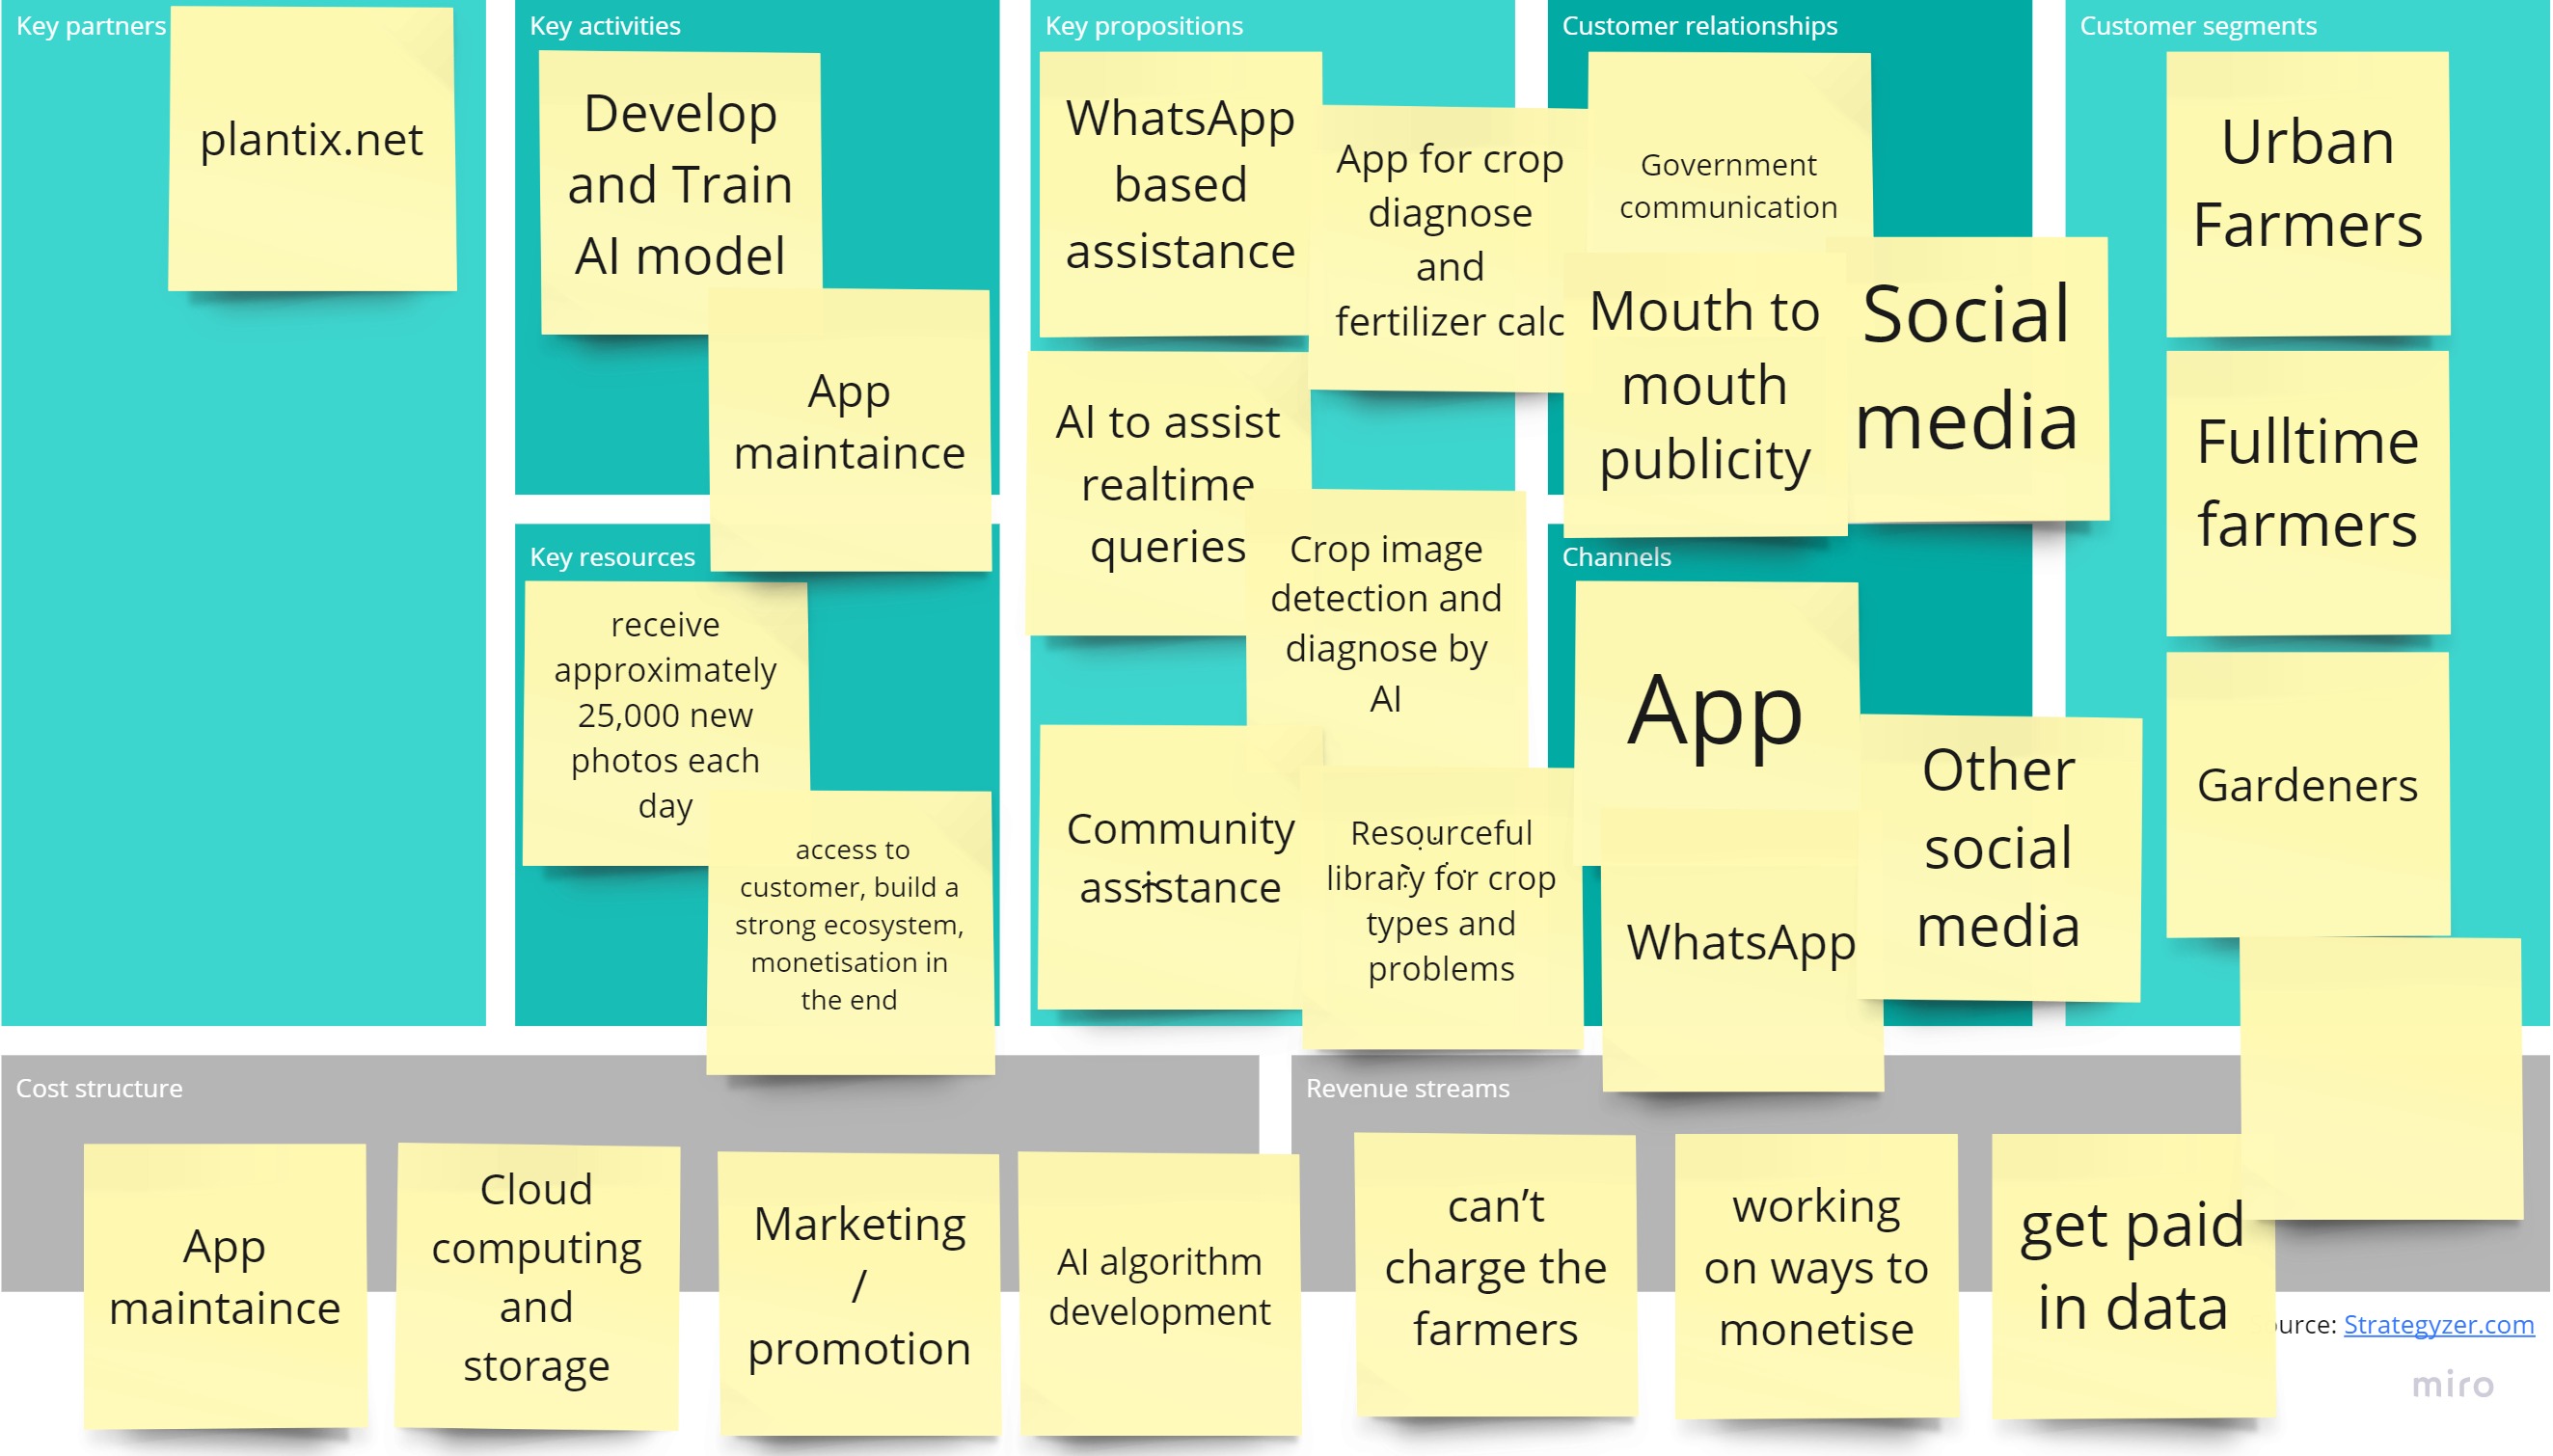 Key partners
plantix.net
Key activities
Develop
and Train
AI model
App
maintaince
Key resources
receive
approximately
25,000 new
photos each
day
access to
customer, build a
strong ecosystem,
monetisation in
the end
Key propositions
WhatsApp
based
assistance
App for crop
diagnose
and
fertilizer calc
AI to assist
realtime
queries
Crop image
detection and
diagnose by
AI
Community
assistance
Resourceful
library for crop
types and
problems
Customer relationships
Government
communication
Mouth to
mouth
publicity
Social
media
Channels
App
WhatsApp
Other
social
media
Customer segments
Urban
Farmers
Fulltime
farmers
Gardeners
Cost structure
App
maintaince
Cloud
computing
and
storage
Marketing
/
promotion
AI algorithm
development
Revenue streams
can’t
charge the
farmers
working
on ways to
monetise
get paid
in data
urce: Strategyzer.com
miro